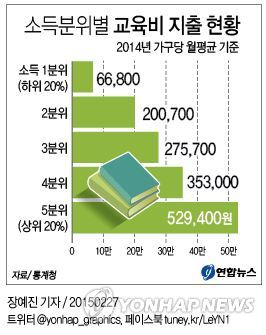 소득분위별 교육비 지출 현황
2014년 가구당 월평균 기준
소득 1분위
(하위 20%)
66,800
2분위
200,700
3분위
275,700
4분위
353,000
5분위
(상위 20%)
529,400원
0 10만 20만 30만 40만 50만
자료/통계청
연합뉴스
장예진 기자 / 20150227
트위터 @yonhap_graphics, 페이스북 tuney.kr/LeYN1
YONHAP NEWS